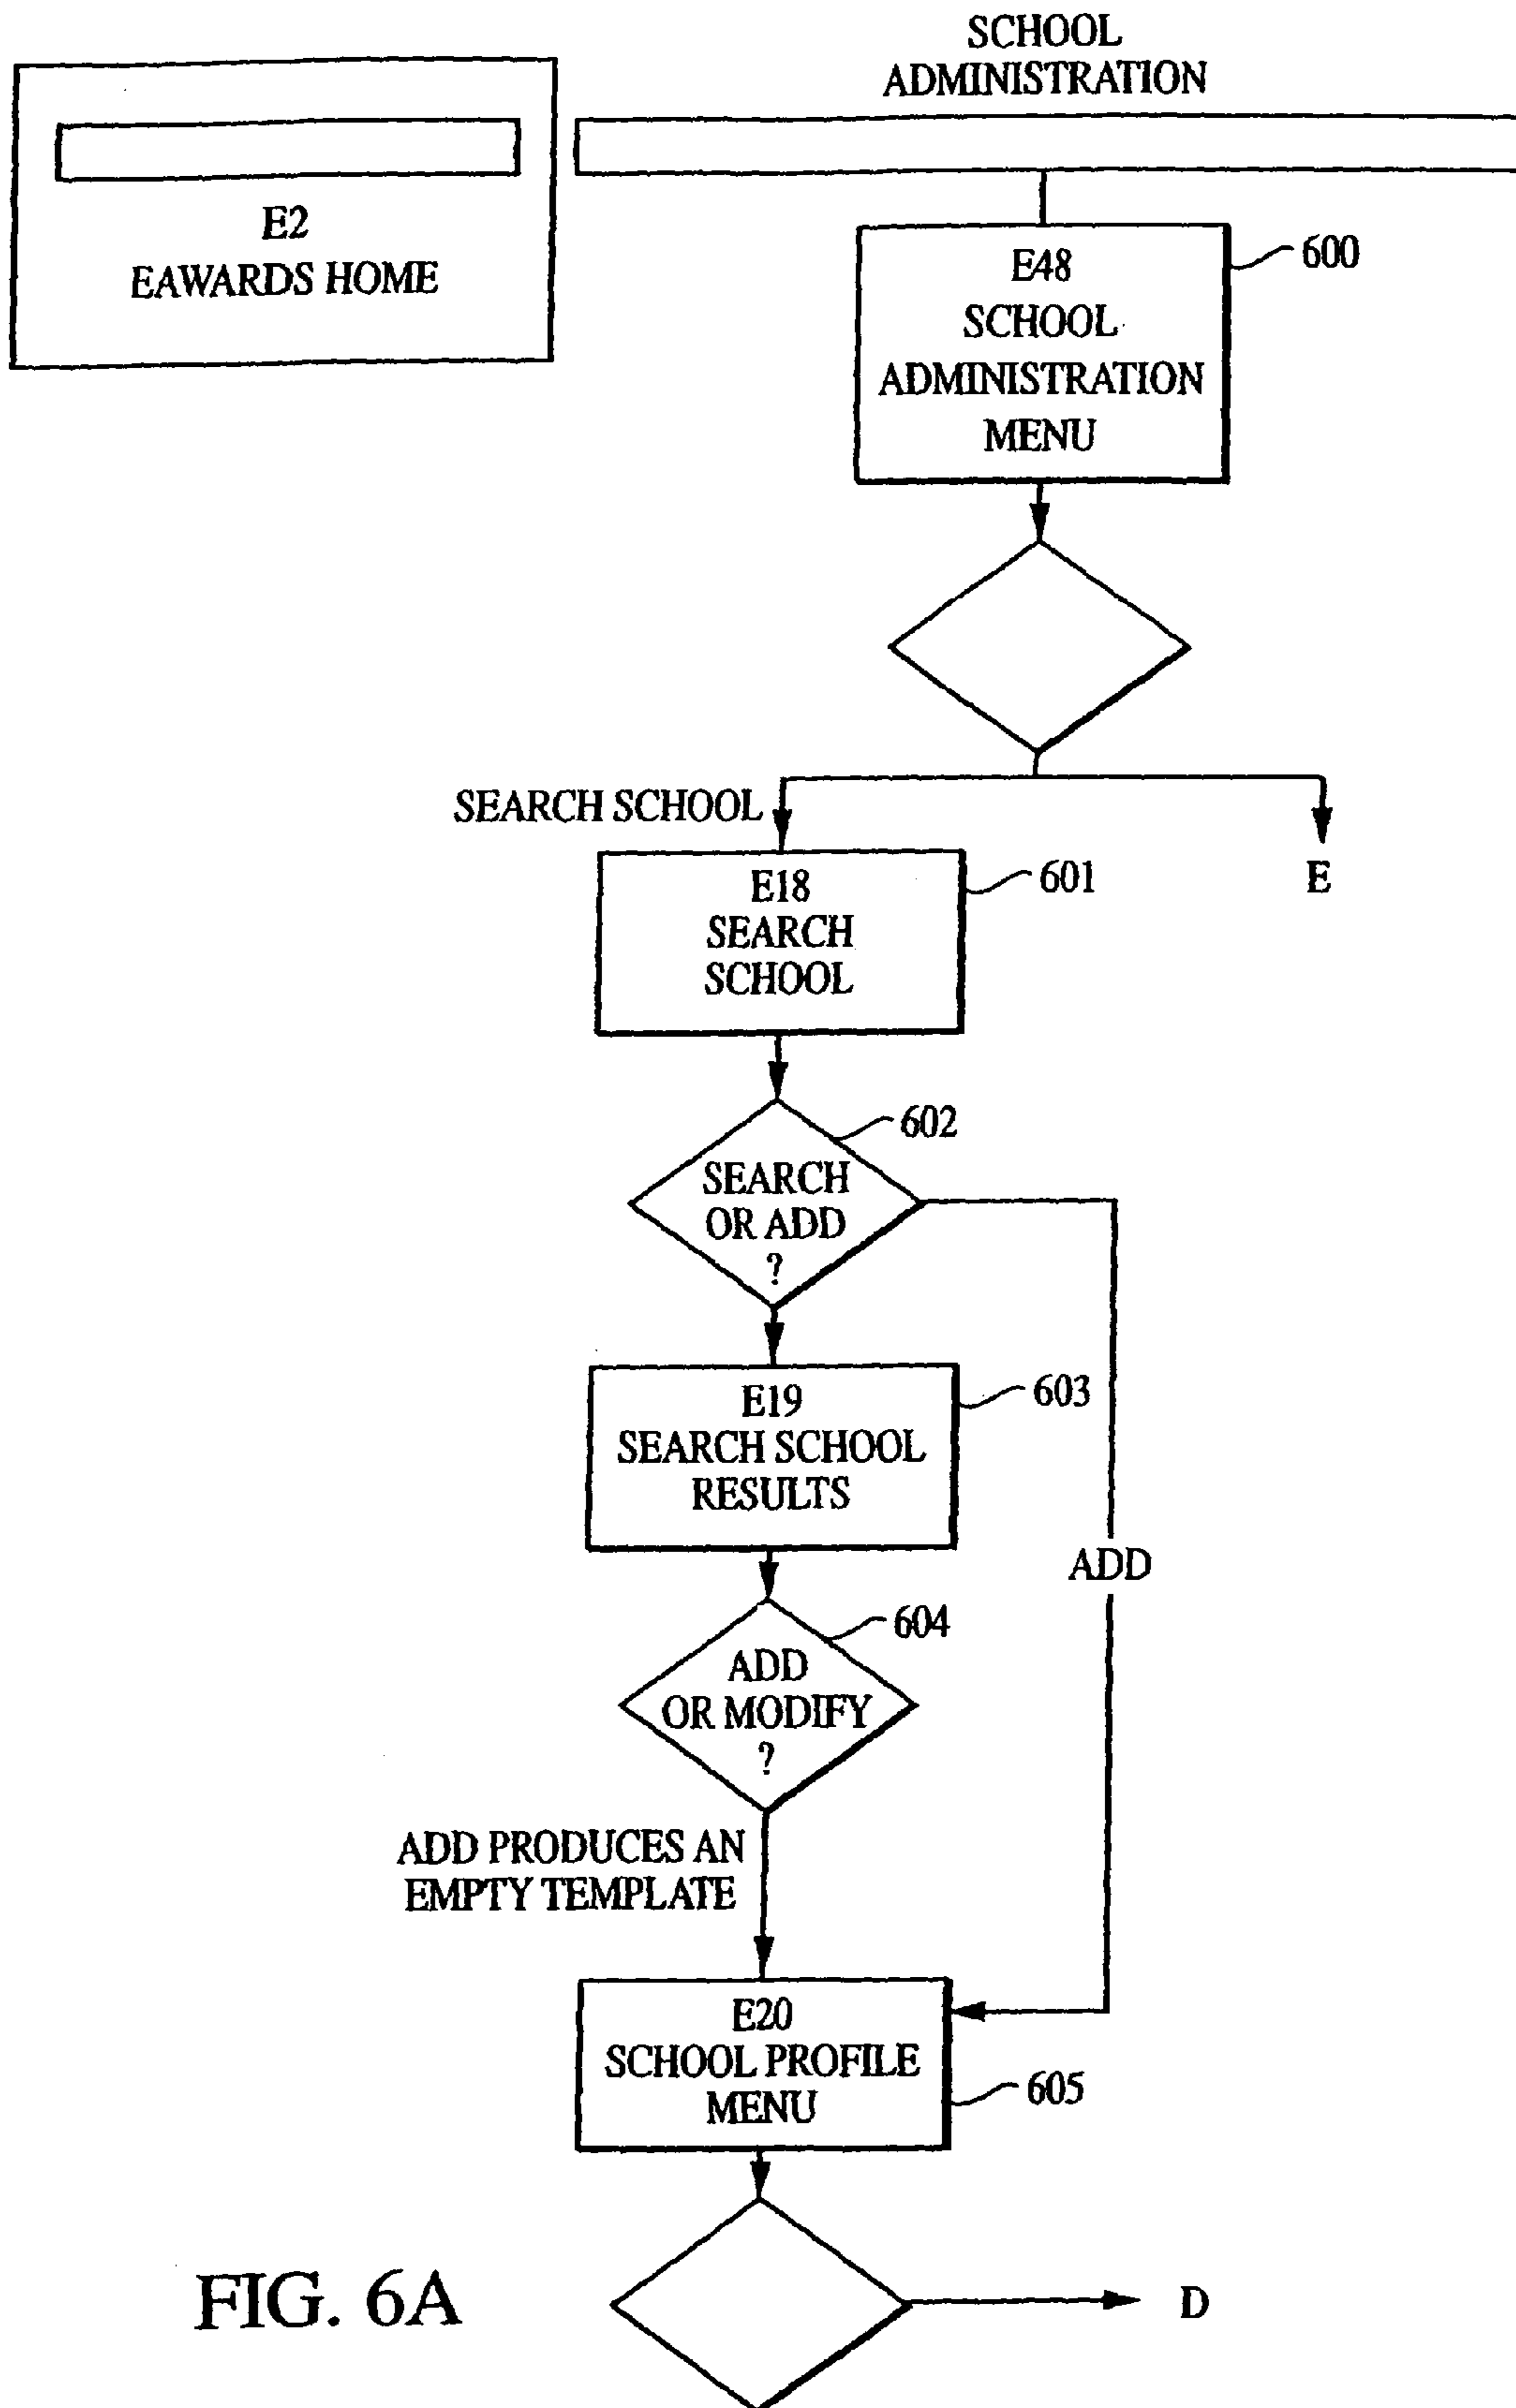 SCHOOL
ADMINISTRATION
E2
EAWARDS HOME
E48
SCHOOL
ADMINISTRATION
MENU
600
SEARCH SCHOOL
E
E18
SEARCH
SCHOOL
601
602
SEARCH
OR ADD
?
E19
SEARCH SCHOOL
RESULTS
603
ADD
604
ADD
OR MODIFY
?
ADD PRODUCES AN
EMPTY TEMPLATE
E20
SCHOOL PROFILE
MENU
605
D
FIG. 6A